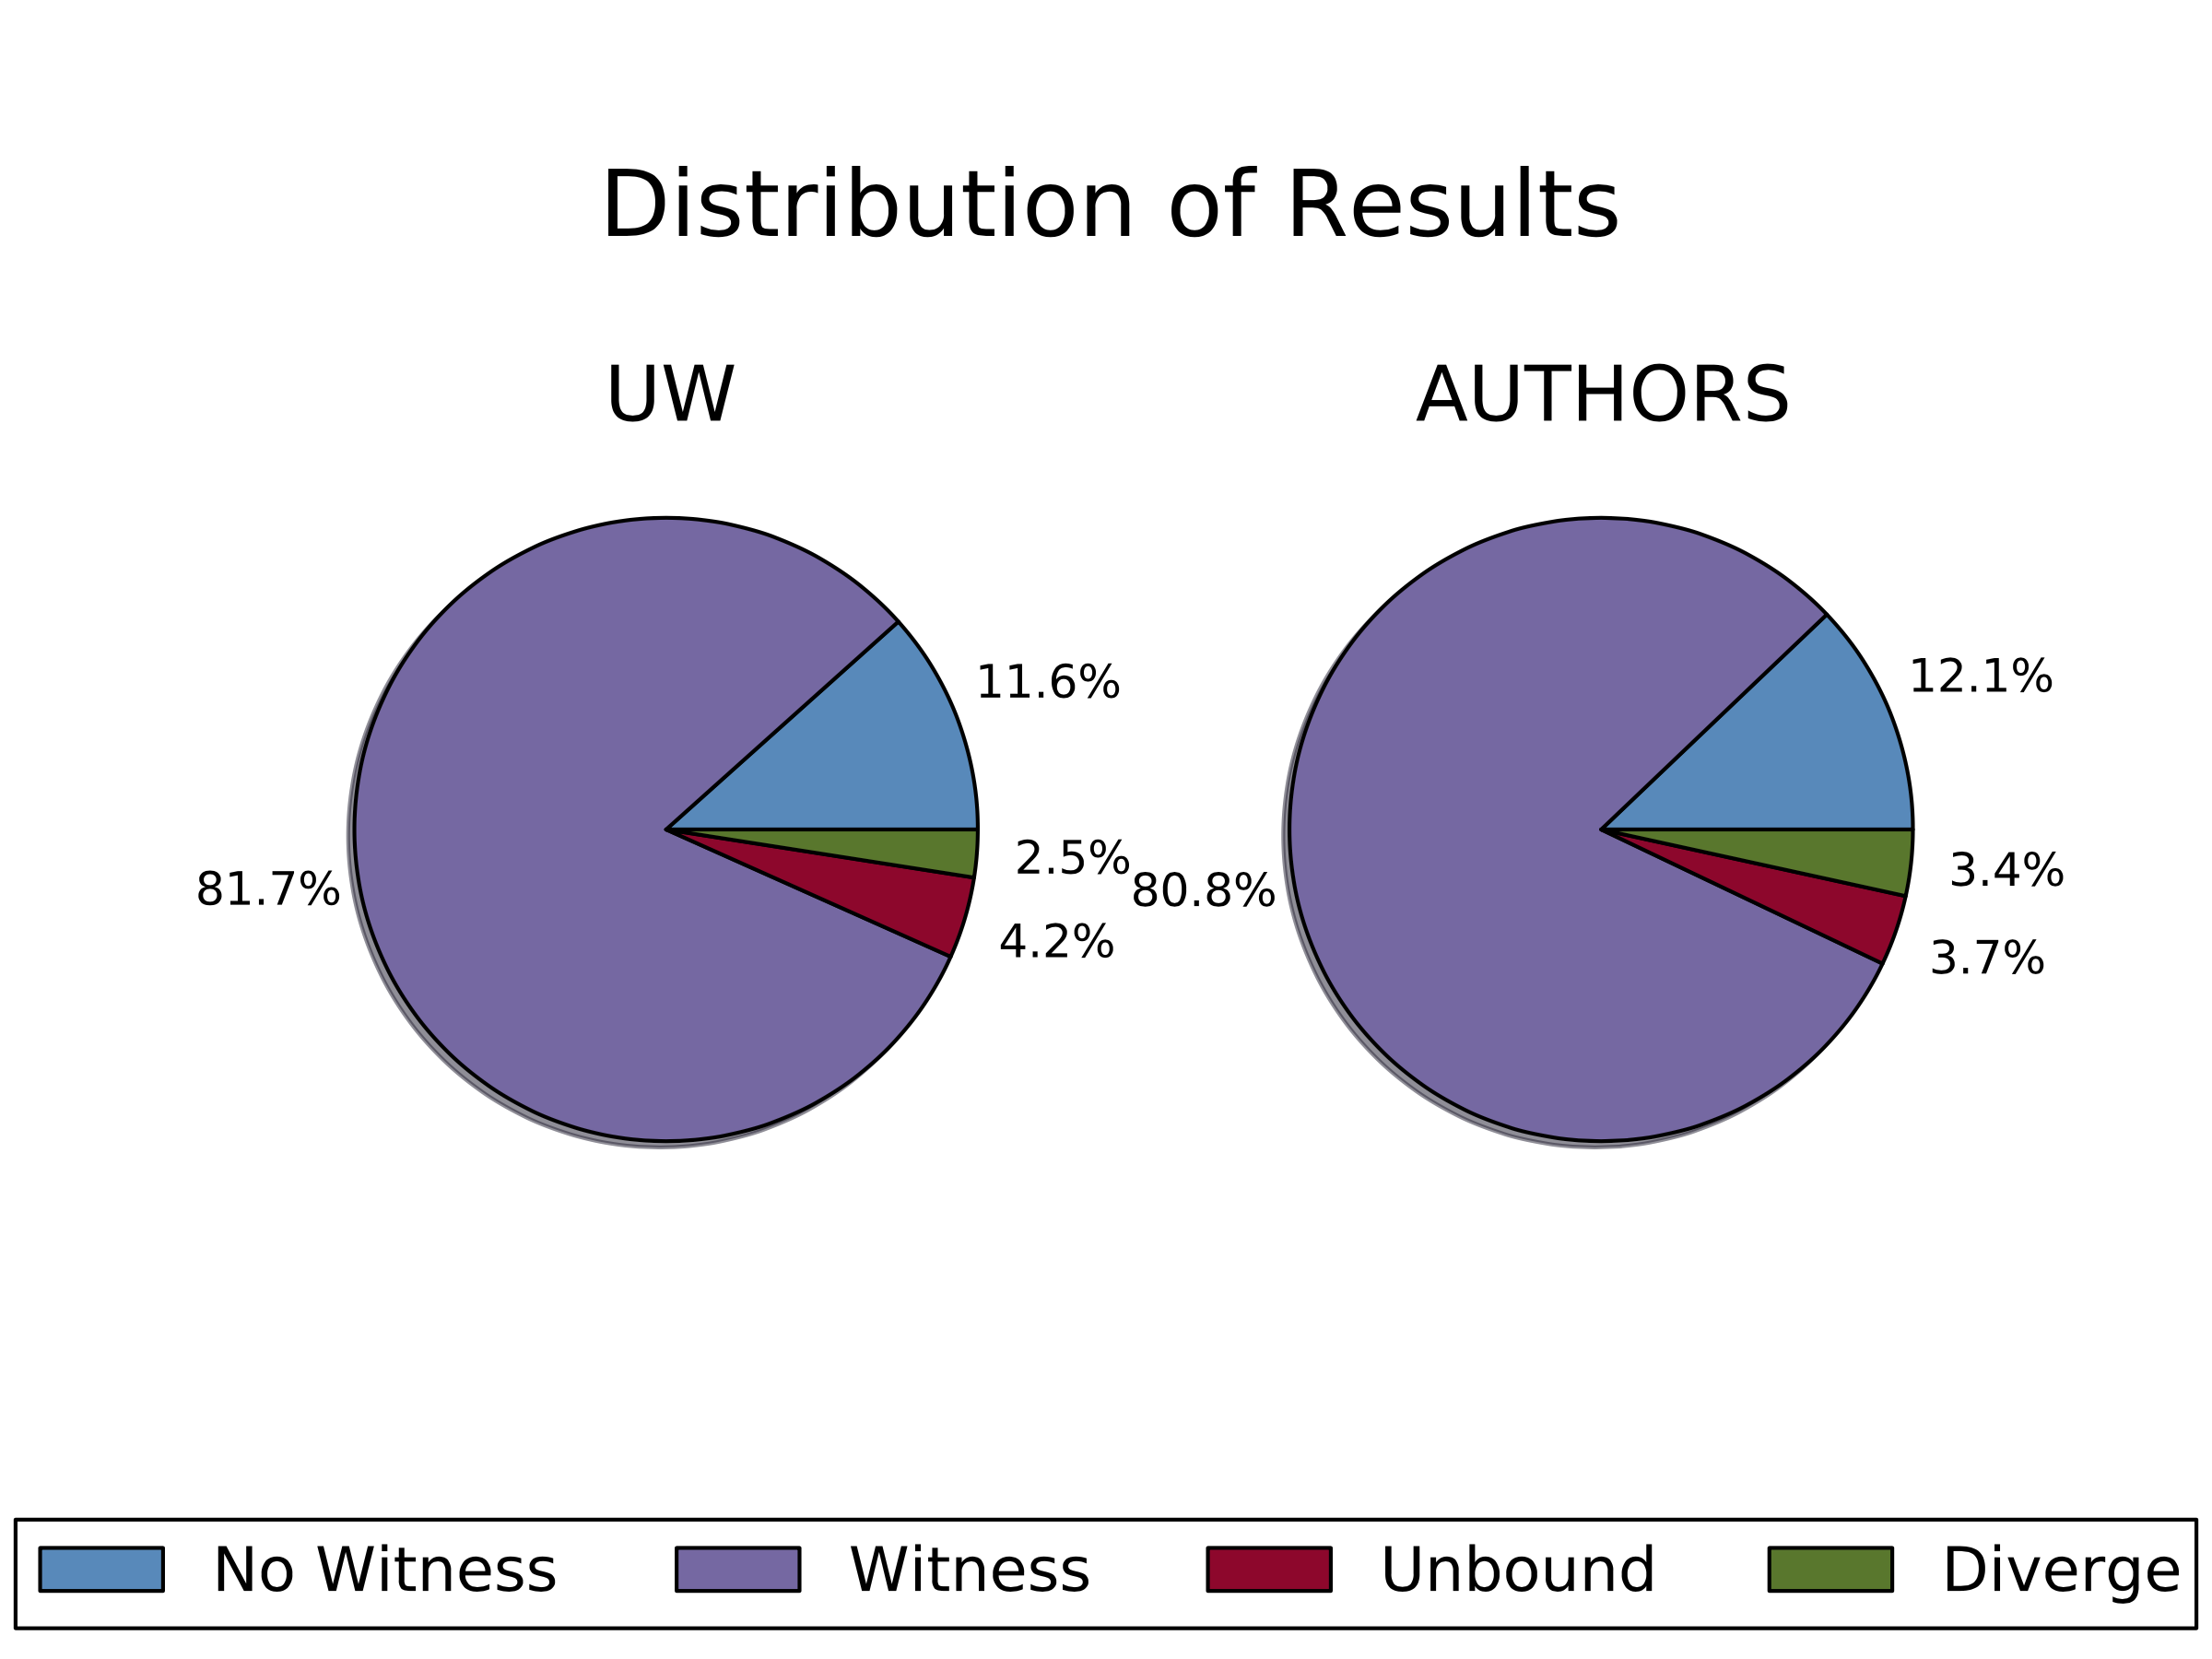 Distribution of Results
UW
AUTHORS
11.6%
81.7%
2.5%
4.2%
12.1%
80.8%
3.4%
3.7%
No Witness
Witness
Unbound
Diverge